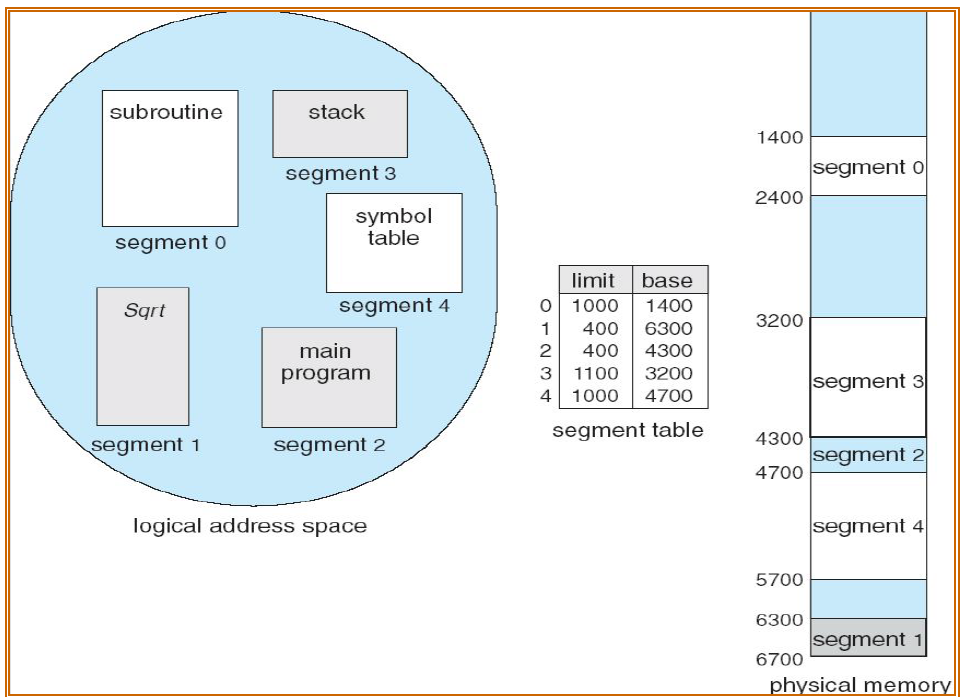 subroutine
segment 0
stack
segment 3
symbol
table
segment 4
Sqrt
segment 1
main
program
segment 2
logical address space
limit base
0 1000 1400
1 400 6300
2 400 4300
3 1100 3200
4 1000 4700
segment table
1400
segment 0
2400
3200
segment 3
4300
segment 2
4700
segment 4
5700
6300
segment 1
6700
physical memory